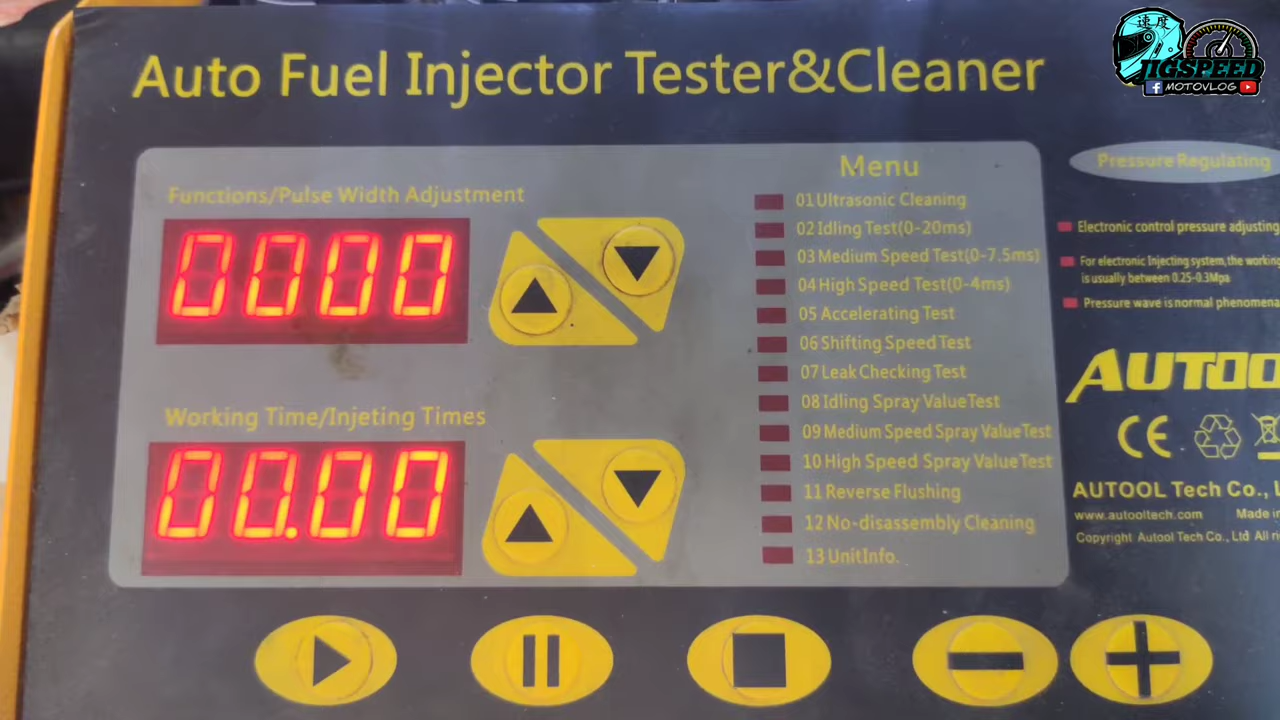 速度
JIGSPEED
MOTOVLOG
Auto Fuel Injector Tester&Cleaner
Functions/Pulse Width Adjustment
0000
Working Time/Injeting Times
00.00
Menu
01 Ultrasonic Cleaning
02 Idling Test(0-20ms)
03 Medium Speed Test(0-7.5ms)
04 High Speed Test(0-4ms)
05 Accelerating Test
06 Shifting Speed Test
07 Leak Checking Test
08 Idling Spray Value Test
09 Medium Speed Spray Value Test
10 High Speed Spray Value Test
11 Reverse Flushing
12 No-disassembly Cleaning
13 Unit Info.
Pressure Regulating
Electronic control pressure adjusting
For electronic Injecting system, the working
is usually between 0.25-0.3Mpa
Pressure wave is normal phenomena
AUTOO
CE
AUTOOL Tech Co., L
www.autooltech.com Made in
Copyright Autool Tech Co., Ltd All ri